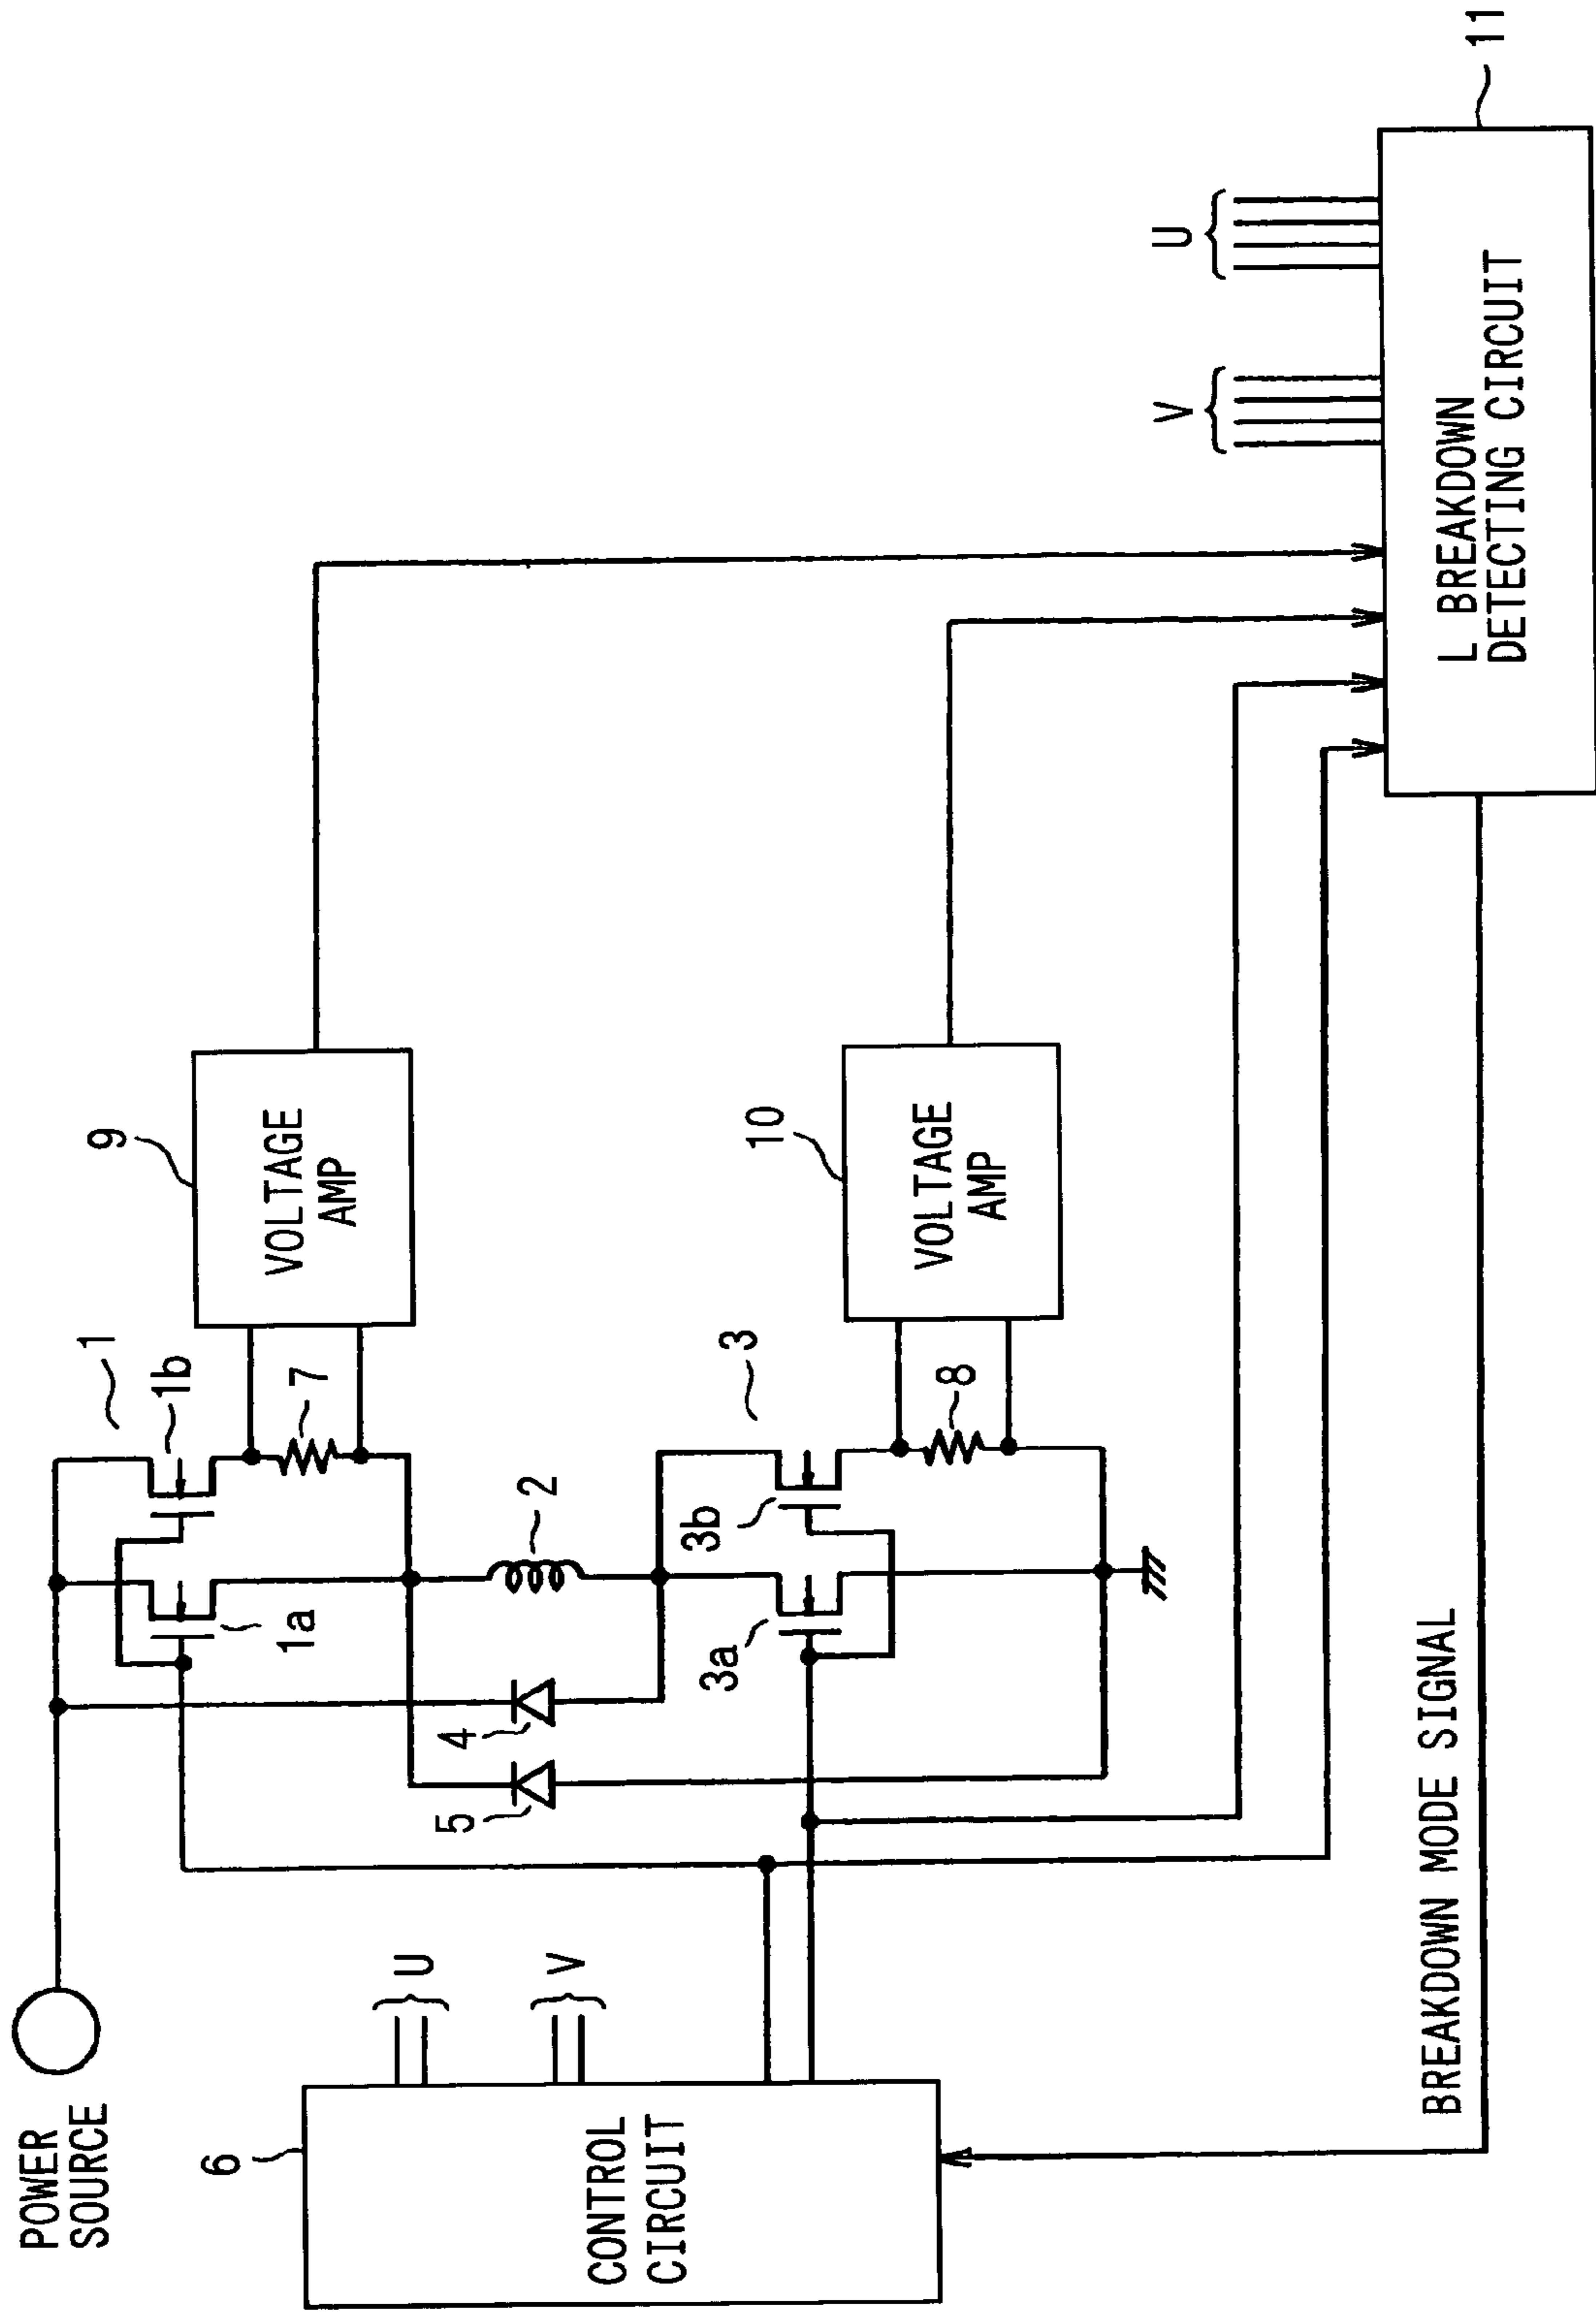 POWER
SOURCE
1
1b
9
VOLTAGE
AMP
7
1a
2
4
5
3
3b
3a
8
10
VOLTAGE
AMP
6
CONTROL
CIRCUIT
U
V
V
U
L BREAKDOWN
DETECTING CIRCUIT
11
BREAKDOWN MODE SIGNAL